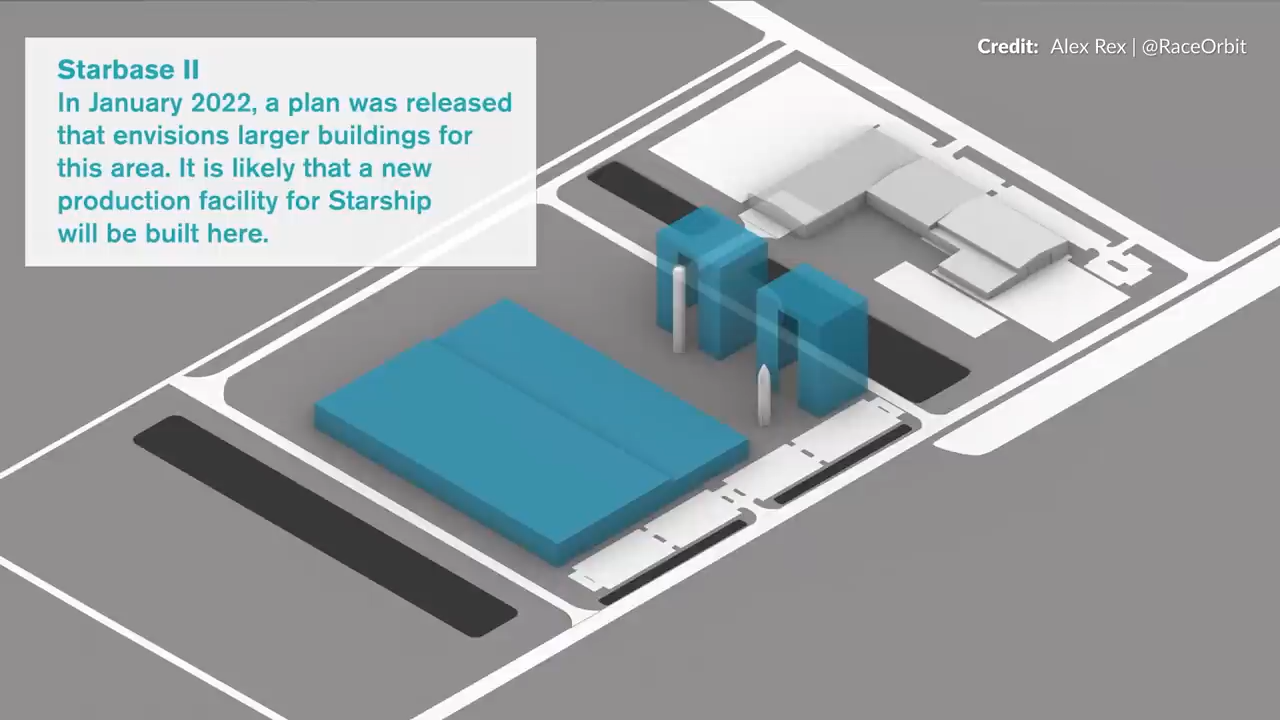 Starbase II
In January 2022, a plan was released
that envisions larger buildings for
this area. It is likely that a new
production facility for Starship
will be built here.
Credit: Alex Rex | @RaceOrbit